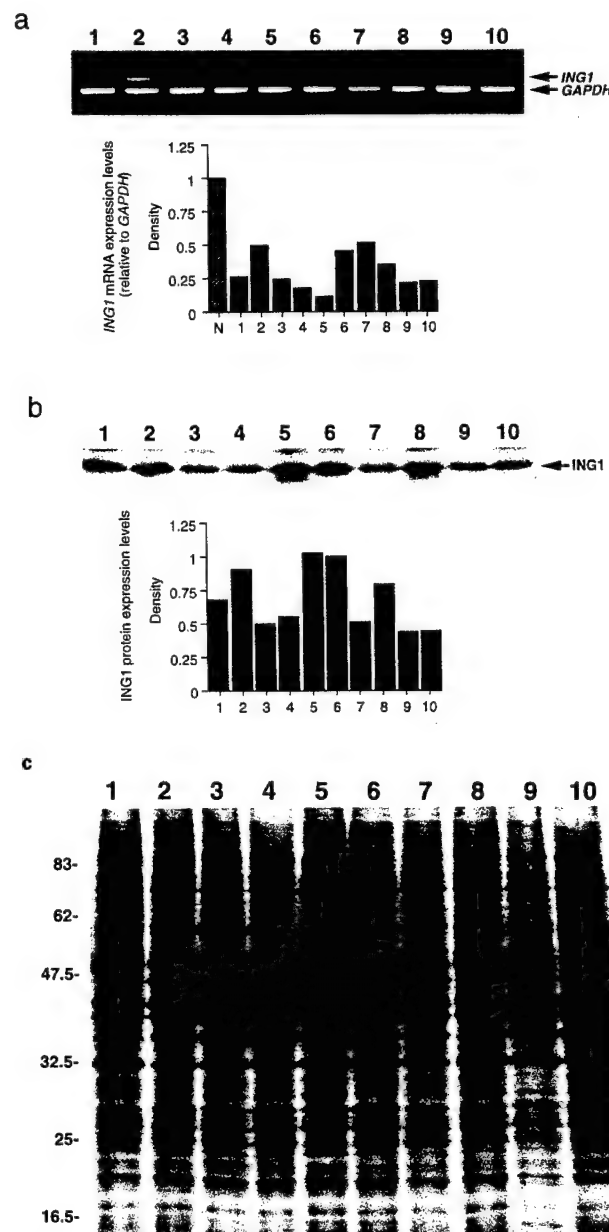 a
1 2 3 4 5 6 7 8 9 10
ING1
GAPDH
ING1 mRNA expression levels
(relative to GAPDH)
Density
1.25
1
0.75
0.5
0.25
0
N 1 2 3 4 5 6 7 8 9 10
b
1 2 3 4 5 6 7 8 9 10
ING1
ING1 protein expression levels
Density
1.25
1
0.75
0.5
0.25
0
1 2 3 4 5 6 7 8 9 10
c
1 2 3 4 5 6 7 8 9 10
83-
62-
47.5-
32.5-
25-
16.5-